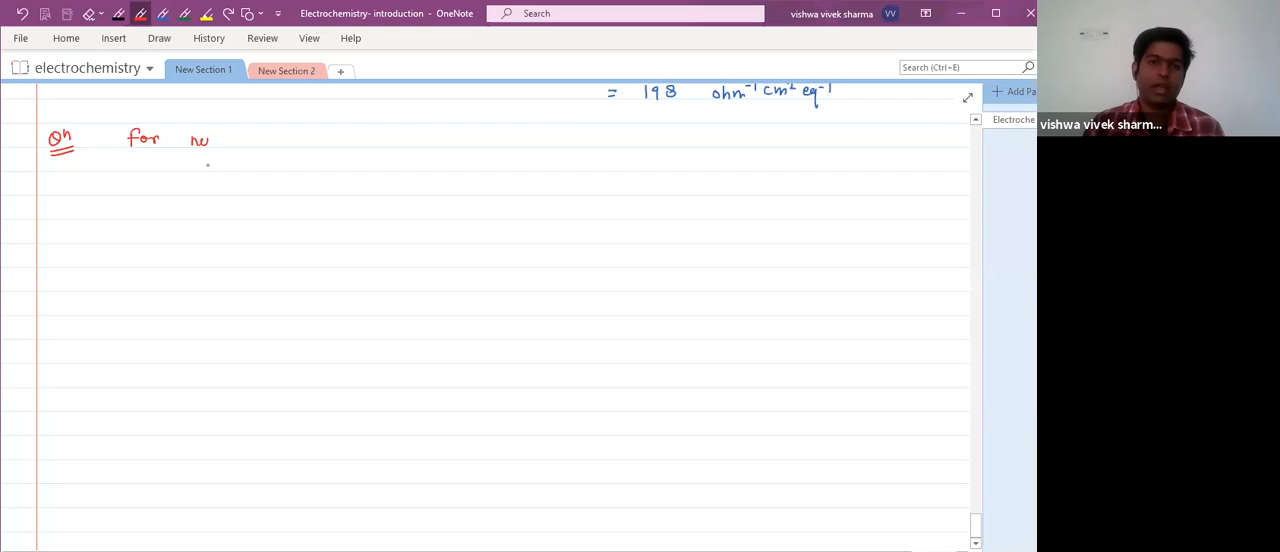 Electrochemistry- introduction - OneNote
Search
vishwa vivek sharma
VV
File Home Insert Draw History Review View Help
electrochemistry
New Section 1
New Section 2
Search (Ctrl+E)
= 198 ohm⁻¹ cm² eq⁻¹
Add Pa
Electroche
vishwa vivek sharm...
Qn for